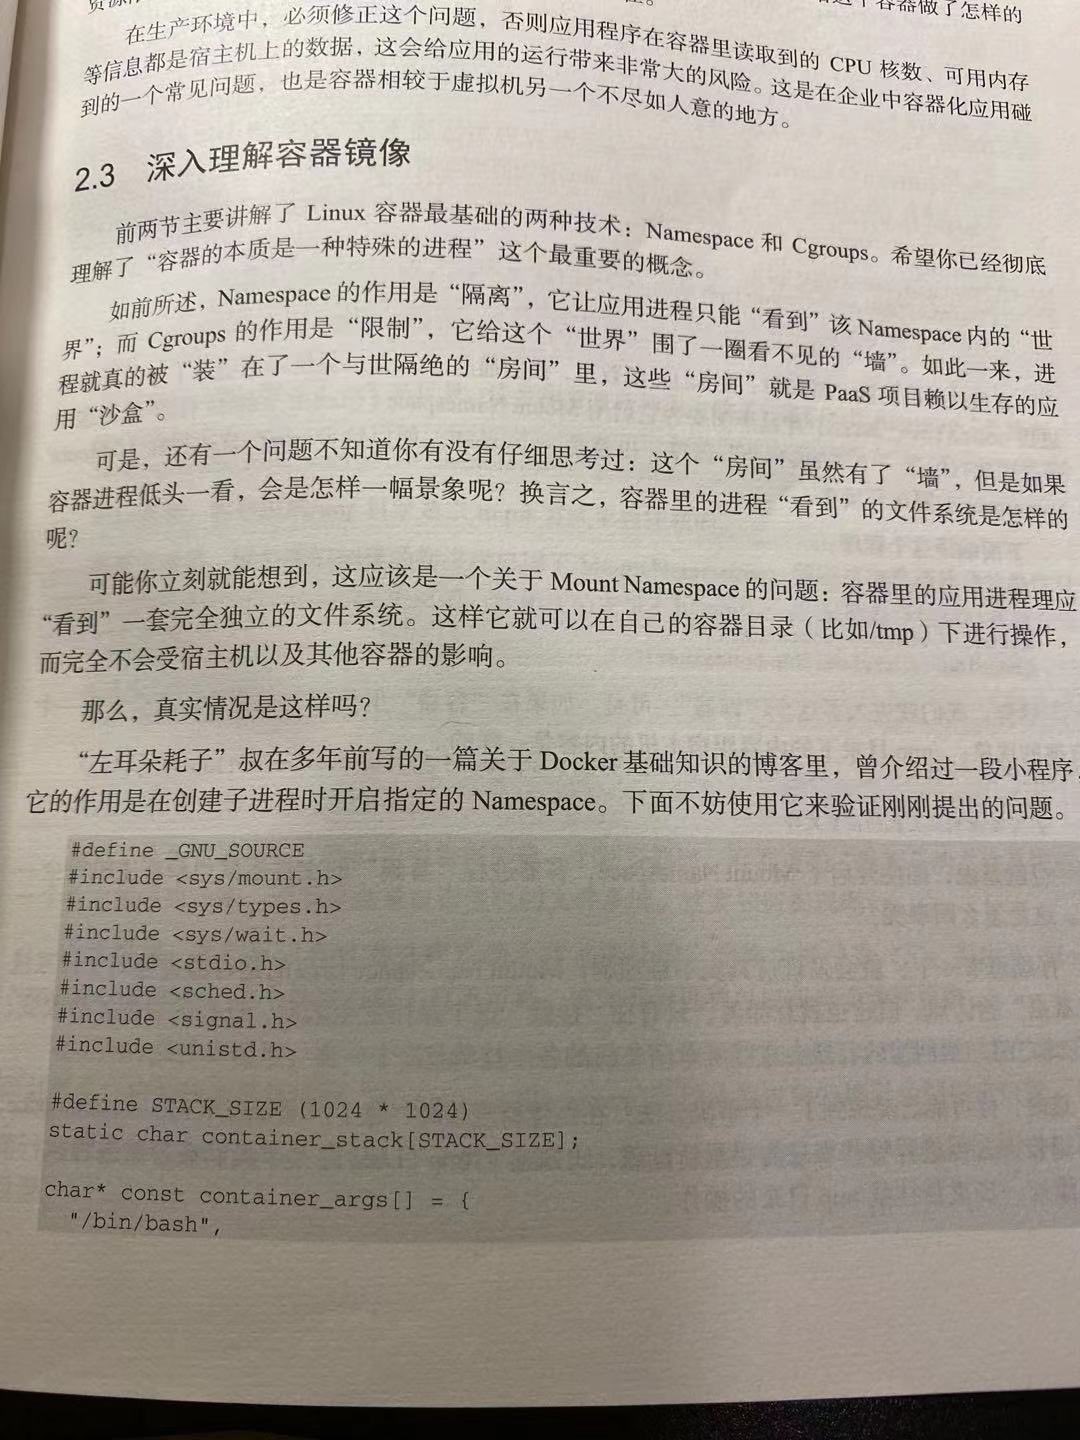 这个容器做了怎样的
在生产环境中，必须修正这个问题，否则应用程序在容器里读取到的 CPU 核数、可用内存
等信息都是宿主机上的数据，这会给应用的运行带来非常大的风险。这是在企业中容器化应用碰
到的一个常见问题，也是容器相较于虚拟机另一个不尽如人意的地方。
2.3 深入理解容器镜像
前两节主要讲解了 Linux 容器最基础的两种技术：Namespace 和 Cgroups。希望你已经彻底
理解了“容器的本质是一种特殊的进程”这个最重要的概念。
如前所述，Namespace 的作用是“隔离”，它让应用进程只能“看到”该 Namespace 内的“世
界”；而 Cgroups 的作用是“限制”，它给这个“世界”围了一圈看不见的“墙”。如此一来，进
程就真的被“装”在了一个与世隔绝的“房间”里，这些“房间”就是 PaaS 项目赖以生存的应
用“沙盒”。
可是，还有一个问题不知道你有没有仔细思考过：这个“房间”虽然有了“墙”，但是如果
容器进程低头一看，会是怎样一幅景象呢？换言之，容器里的进程“看到”的文件系统是怎样的
呢？
可能你立刻就能想到，这应该是一个关于 Mount Namespace 的问题：容器里的应用进程理应
“看到”一套完全独立的文件系统。这样它就可以在自己的容器目录（比如/tmp）下进行操作，
而完全不会受宿主机以及其他容器的影响。
那么，真实情况是这样吗？
“左耳朵耗子”叔在多年前写的一篇关于 Docker 基础知识的博客里，曾介绍过一段小程序，
它的作用是在创建子进程时开启指定的 Namespace。下面不妨使用它来验证刚刚提出的问题。
#define _GNU_SOURCE
#include <sys/mount.h>
#include <sys/types.h>
#include <sys/wait.h>
#include <stdio.h>
#include <sched.h>
#include <signal.h>
#include <unistd.h>
#define STACK_SIZE (1024 * 1024)
static char container_stack[STACK_SIZE];
char* const container_args[] = {
"/bin/bash",